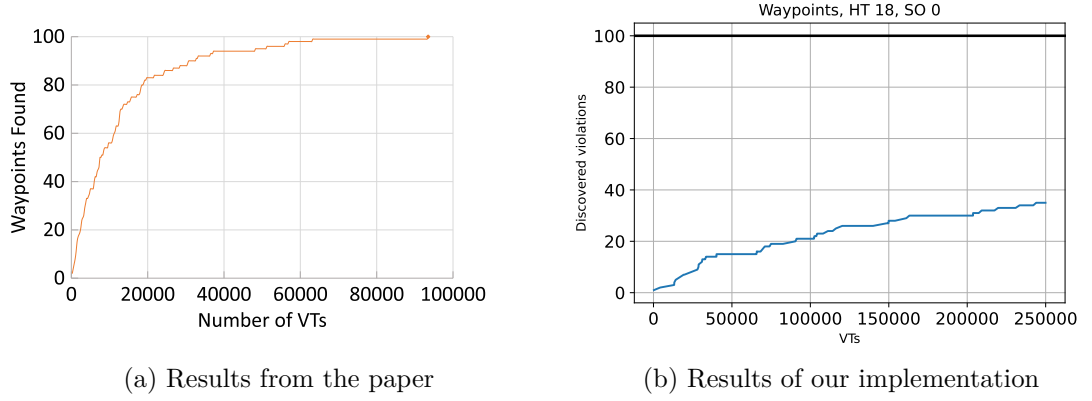 100
80
60
40
20
0
Waypoints Found
0 20000 40000 60000 80000 100000
Number of VTs
(a) Results from the paper
Waypoints, HT 18, SO 0
100
80
60
40
20
0
Discovered violations
0 50000 100000 150000 200000 250000
VTs
(b) Results of our implementation